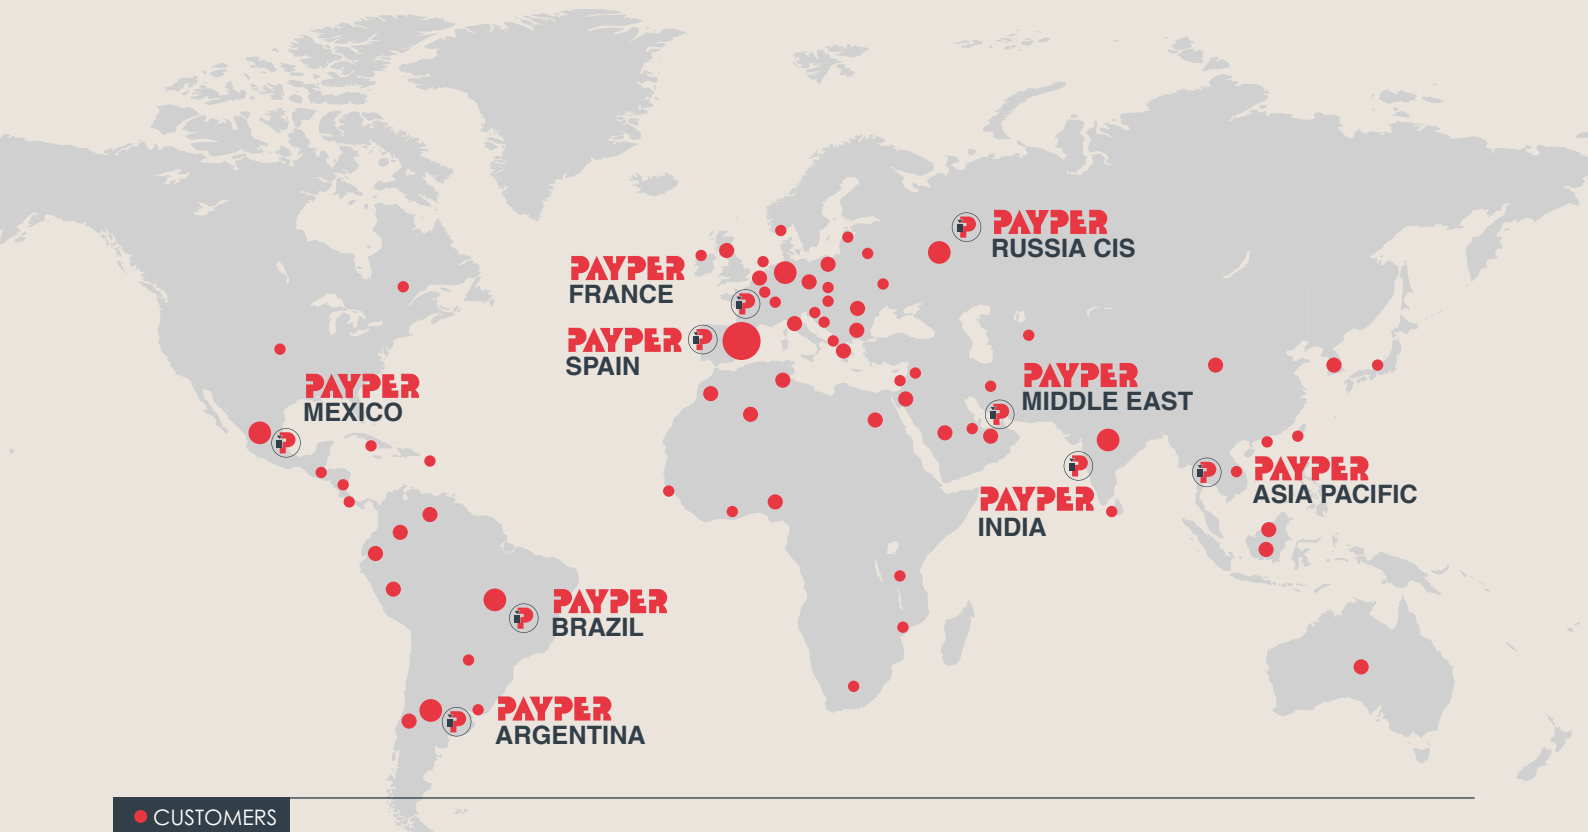 PAYPER
RUSSIA CIS
PAYPER
FRANCE
PAYPER
SPAIN
PAYPER
MEXICO
PAYPER
MIDDLE EAST
PAYPER
ASIA PACIFIC
PAYPER
INDIA
PAYPER
BRAZIL
PAYPER
ARGENTINA
CUSTOMERS